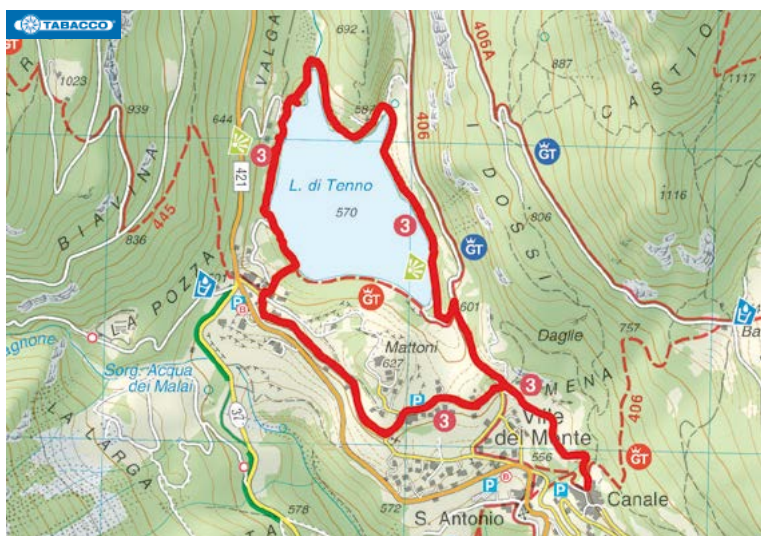 TABACCO
692
406A
887
1117
1023
VALGA
CASTIO
939
644
587
406
3
GT
421
L. di Tenno
I DOSSI
445
BIAVINA
570
3
1116
836
806
GT
LA POZZA
GT
P
B
601
757
Daglie
Mattoni
627
Sorg. Acqua
dei Malai
P
3
MENA
406
3
37
Ville
del Monte
LA LARGA
GT
556
B
P
P
Canale
578
572
S. Antonio